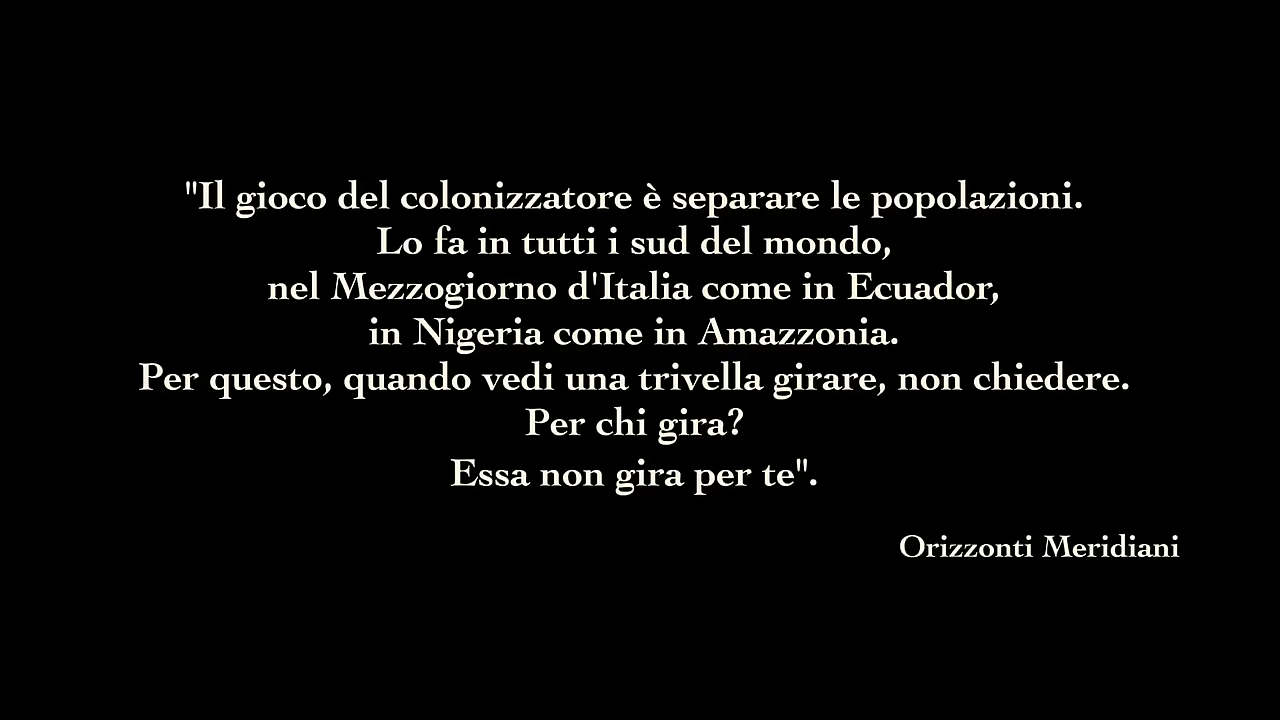 "Il gioco del colonizzatore è separare le popolazioni.
Lo fa in tutti i sud del mondo,
nel Mezzogiorno d'Italia come in Ecuador,
in Nigeria come in Amazzonia.
Per questo, quando vedi una trivella girare, non chiedere.
Per chi gira?
Essa non gira per te".
Orizzonti Meridiani